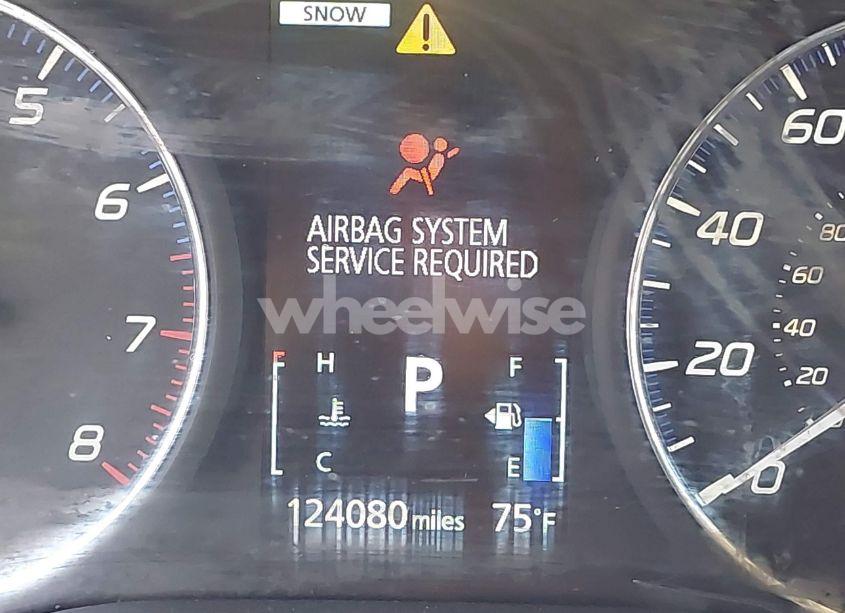 SNOW
5
6
7
8
AIRBAG SYSTEM
SERVICE REQUIRED
wheelwise
H
P
F
C
E
124080 miles 75°F
60
40
20
0
80
60
40
20